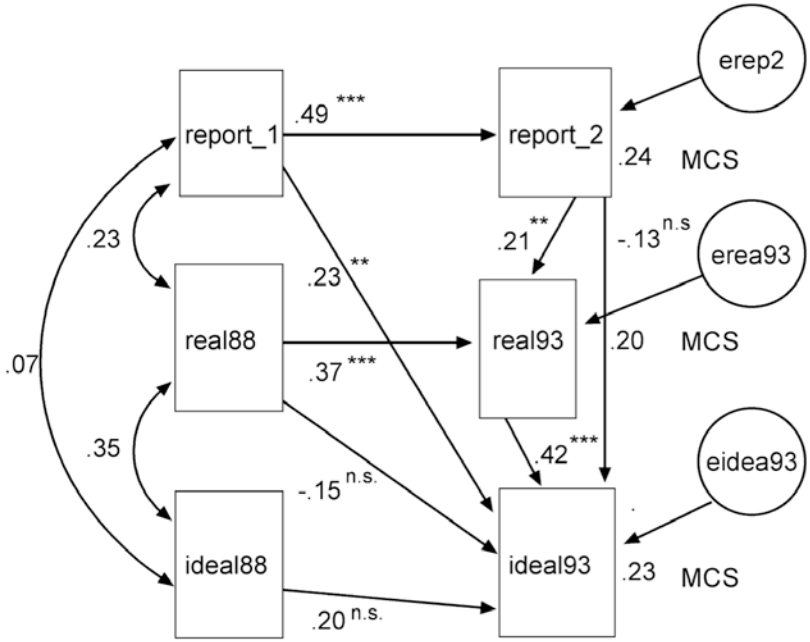 erep2
report_1
.49 ***
report_2
.24 MCS
.23
.21 **
-.13 n.s
erea93
.23 **
real88
real93
.20 MCS
.07
.37 ***
.35
.42 ***
eidea93
-.15 n.s.
.
ideal88
ideal93
.23 MCS
.20 n.s.